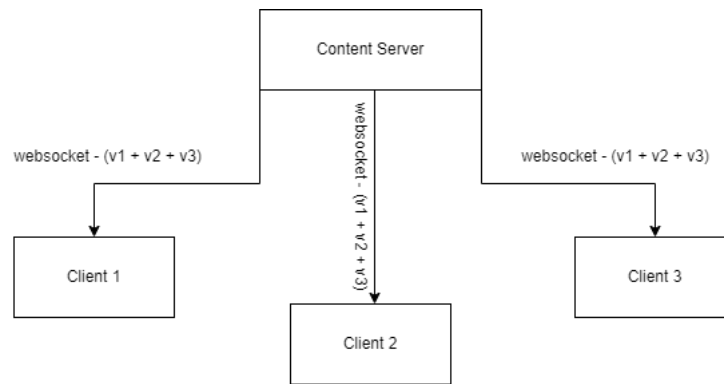 Content Server
websocket - (v1 + v2 + v3)
websocket - (v1 + v2 + v3)
websocket - (v1 + v2 + v3)
Client 1
Client 3
Client 2